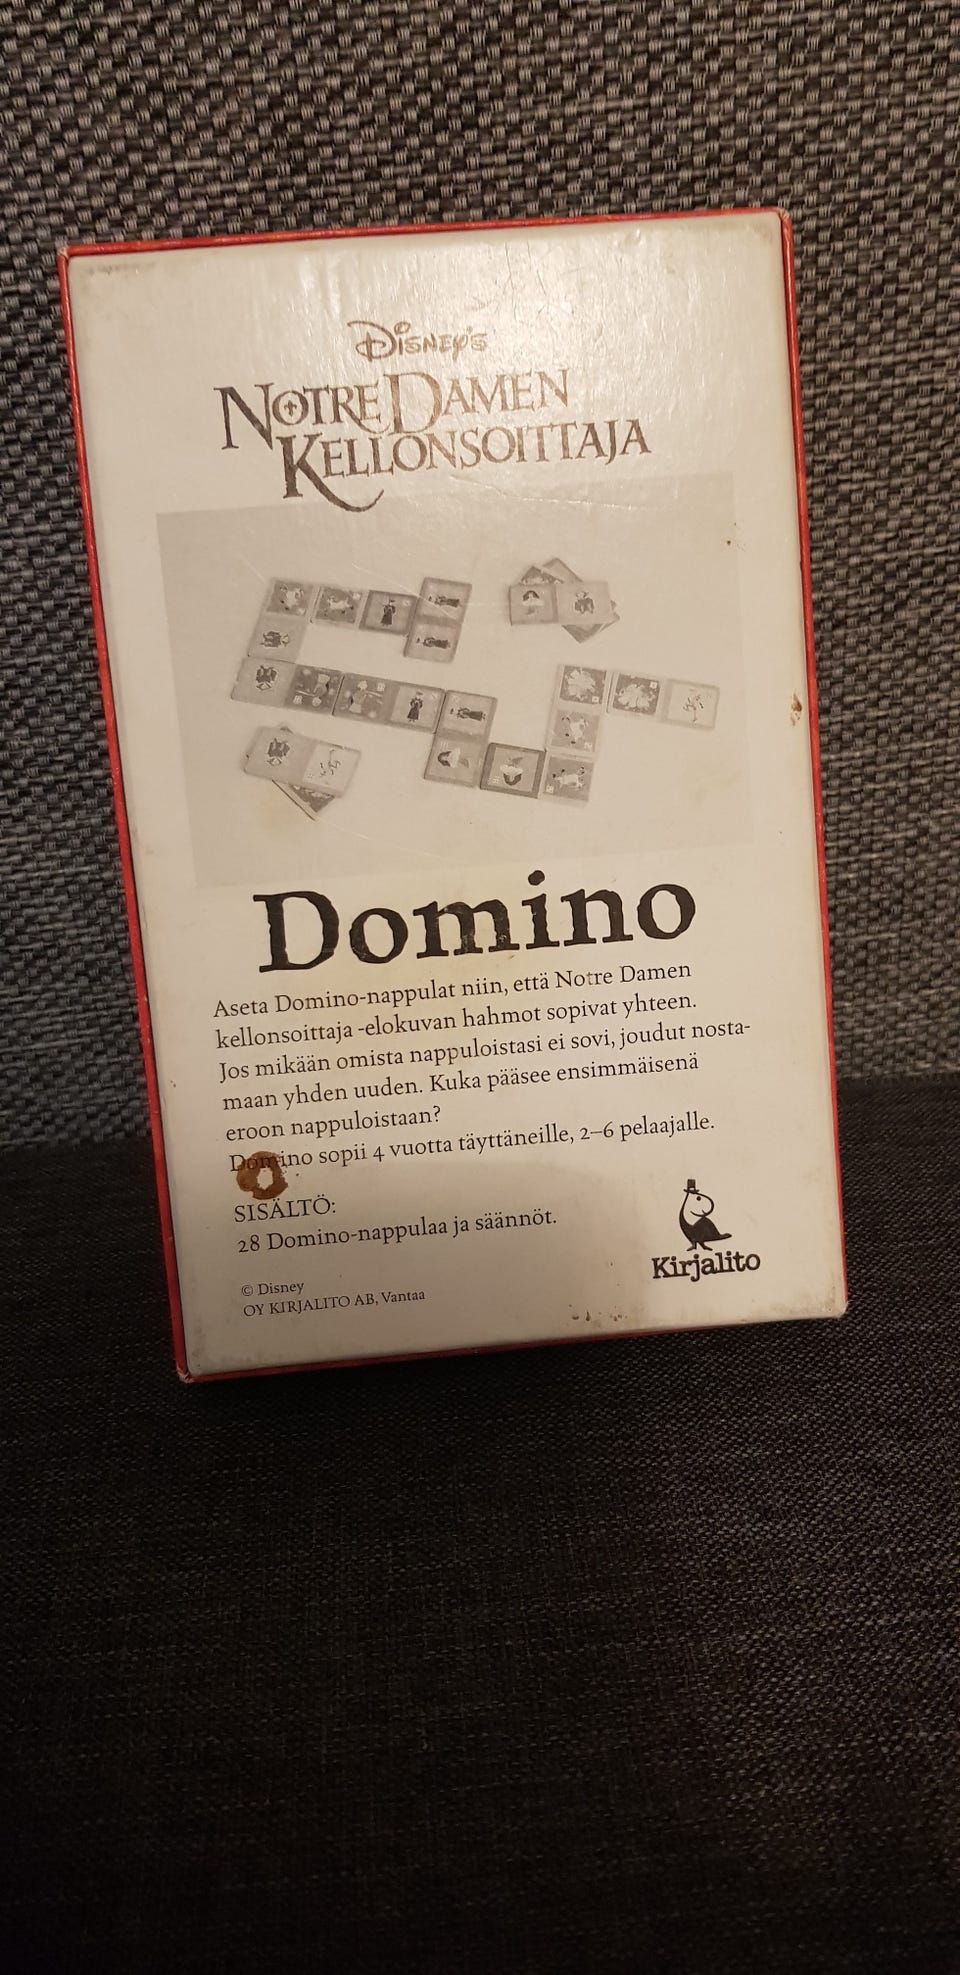 Disney's
Notre Damen
Kellonsoittaja
Domino
Aseta Domino-nappulat niin, että Notre Damen
kellonsoittaja -elokuvan hahmot sopivat yhteen.
Jos mikään omista nappuloistasi ei sovi, joudut nosta-
maan yhden uuden. Kuka pääsee ensimmäisenä
eroon nappuloistaan?
Domino sopii 4 vuotta täyttäneille, 2–6 pelaajalle.
SISÄLTÖ:
28 Domino-nappulaa ja säännöt.
Kirjalito
© Disney
OY KIRJALITO AB, Vantaa